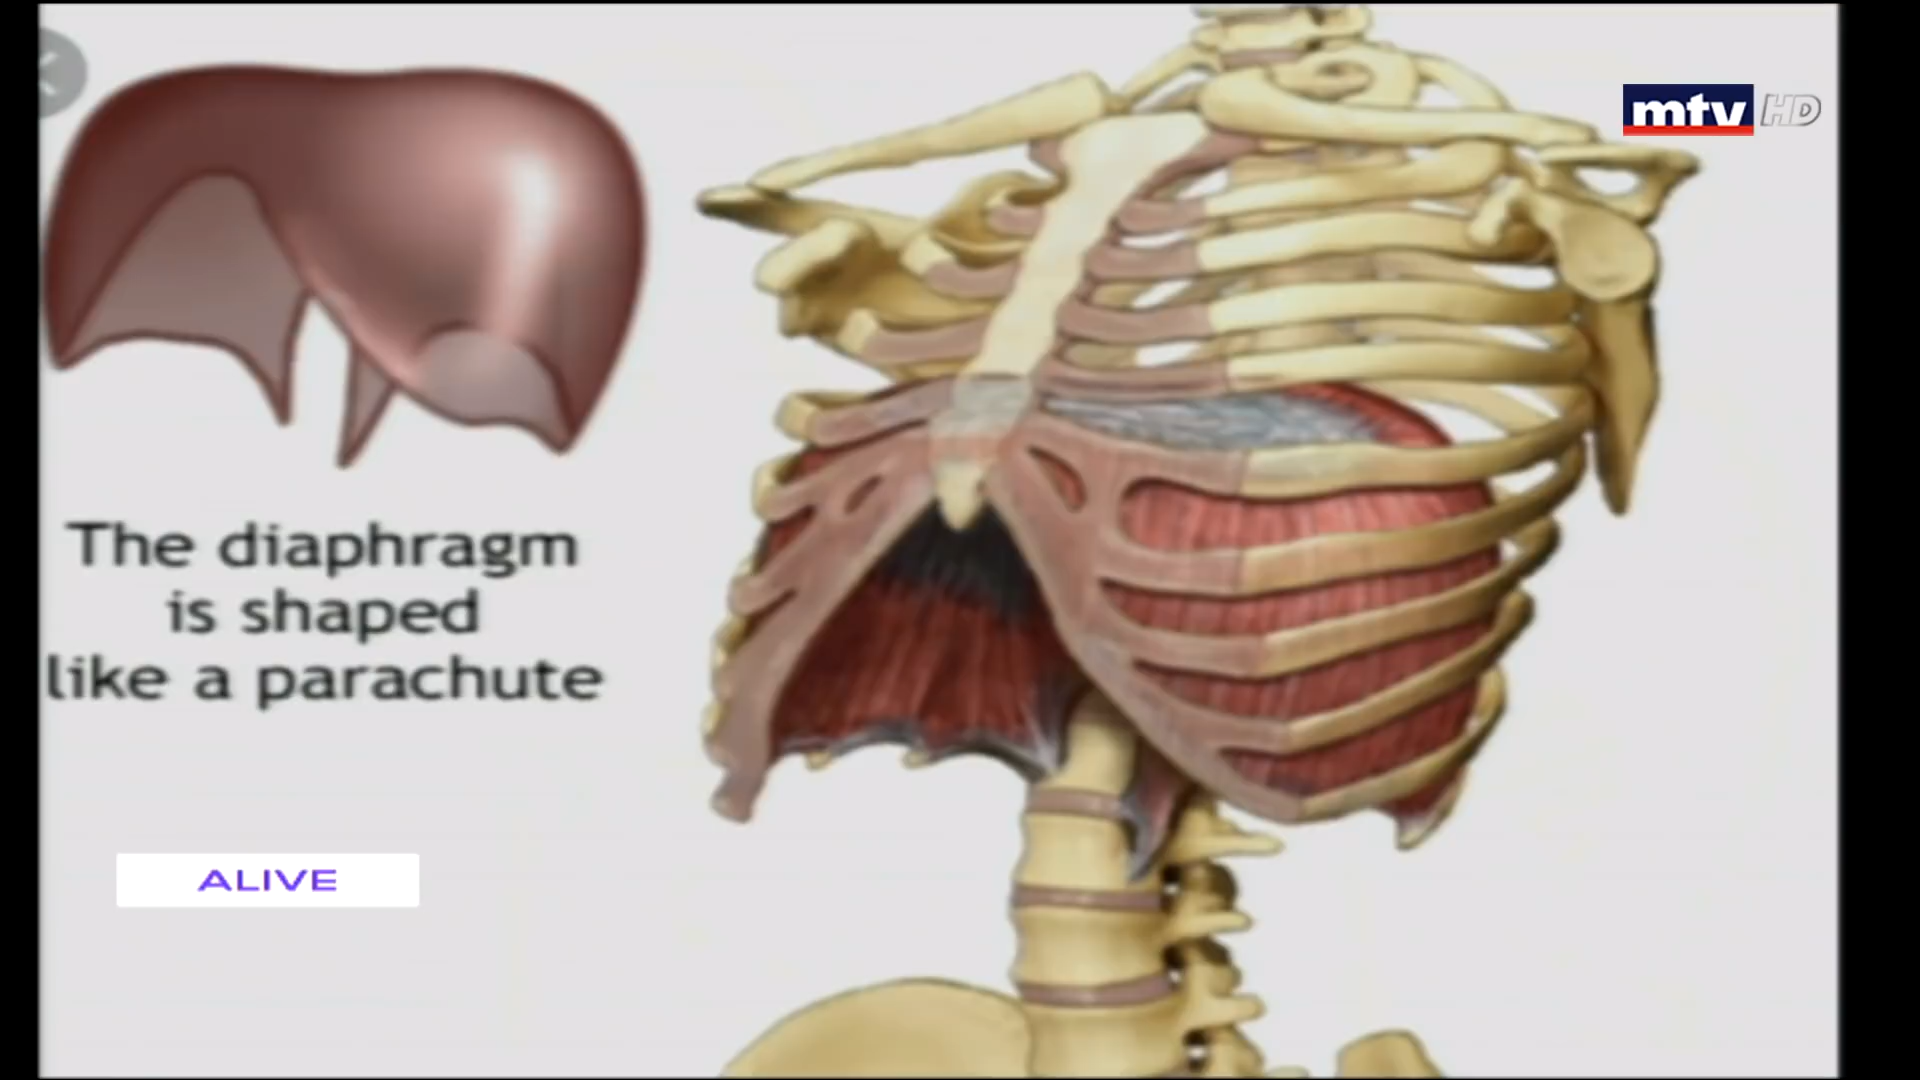 mtv HD
The diaphragm
is shaped
like a parachute
ALIVE